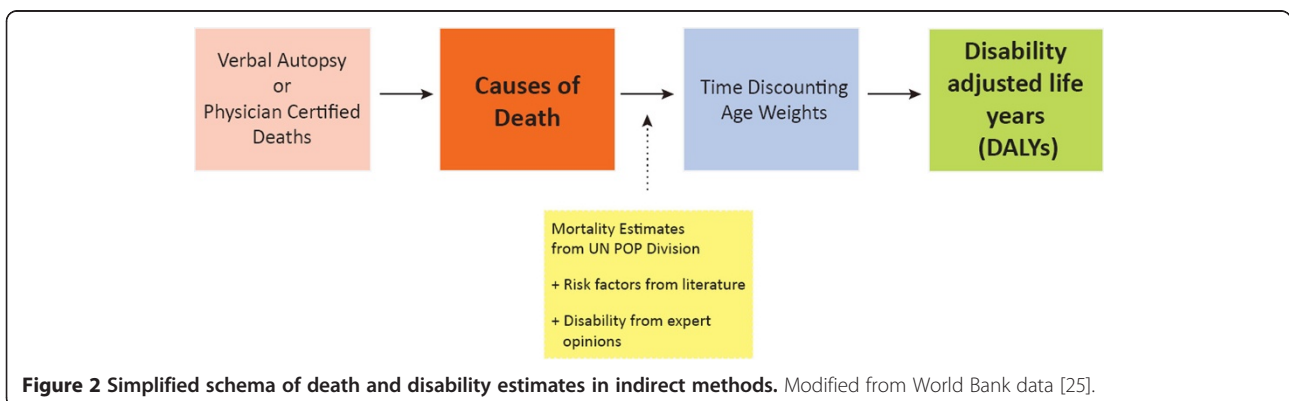 Verbal Autopsy
or
Physician Certified
Deaths
Causes of
Death
Time Discounting
Age Weights
Disability
adjusted life
years
(DALYs)
Mortality Estimates
from UN POP Division
+ Risk factors from literature
+ Disability from expert
opinions
Figure 2 Simplified schema of death and disability estimates in indirect methods. Modified from World Bank data [25].